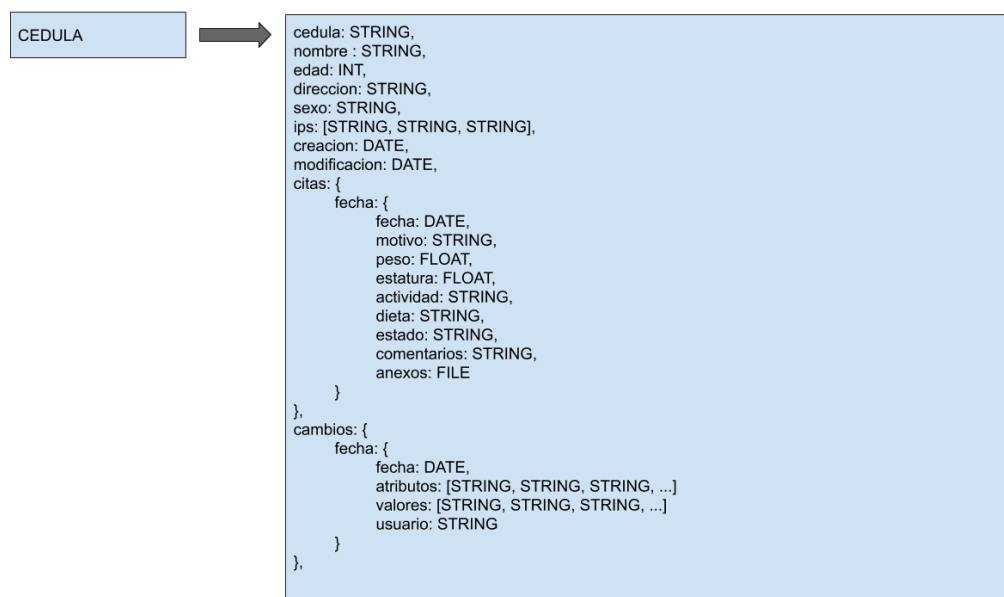 CEDULA
cedula: STRING,
nombre : STRING,
edad: INT,
direccion: STRING,
sexo: STRING,
ips: [STRING, STRING, STRING],
creacion: DATE,
modificacion: DATE,
citas: {
fecha: {
fecha: DATE,
motivo: STRING,
peso: FLOAT,
estatura: FLOAT,
actividad: STRING,
dieta: STRING,
estado: STRING,
comentarios: STRING,
anexos: FILE
}
},
cambios: {
fecha: {
fecha: DATE,
atributos: [STRING, STRING, STRING, ...]
valores: [STRING, STRING, STRING, ...]
usuario: STRING
}
},